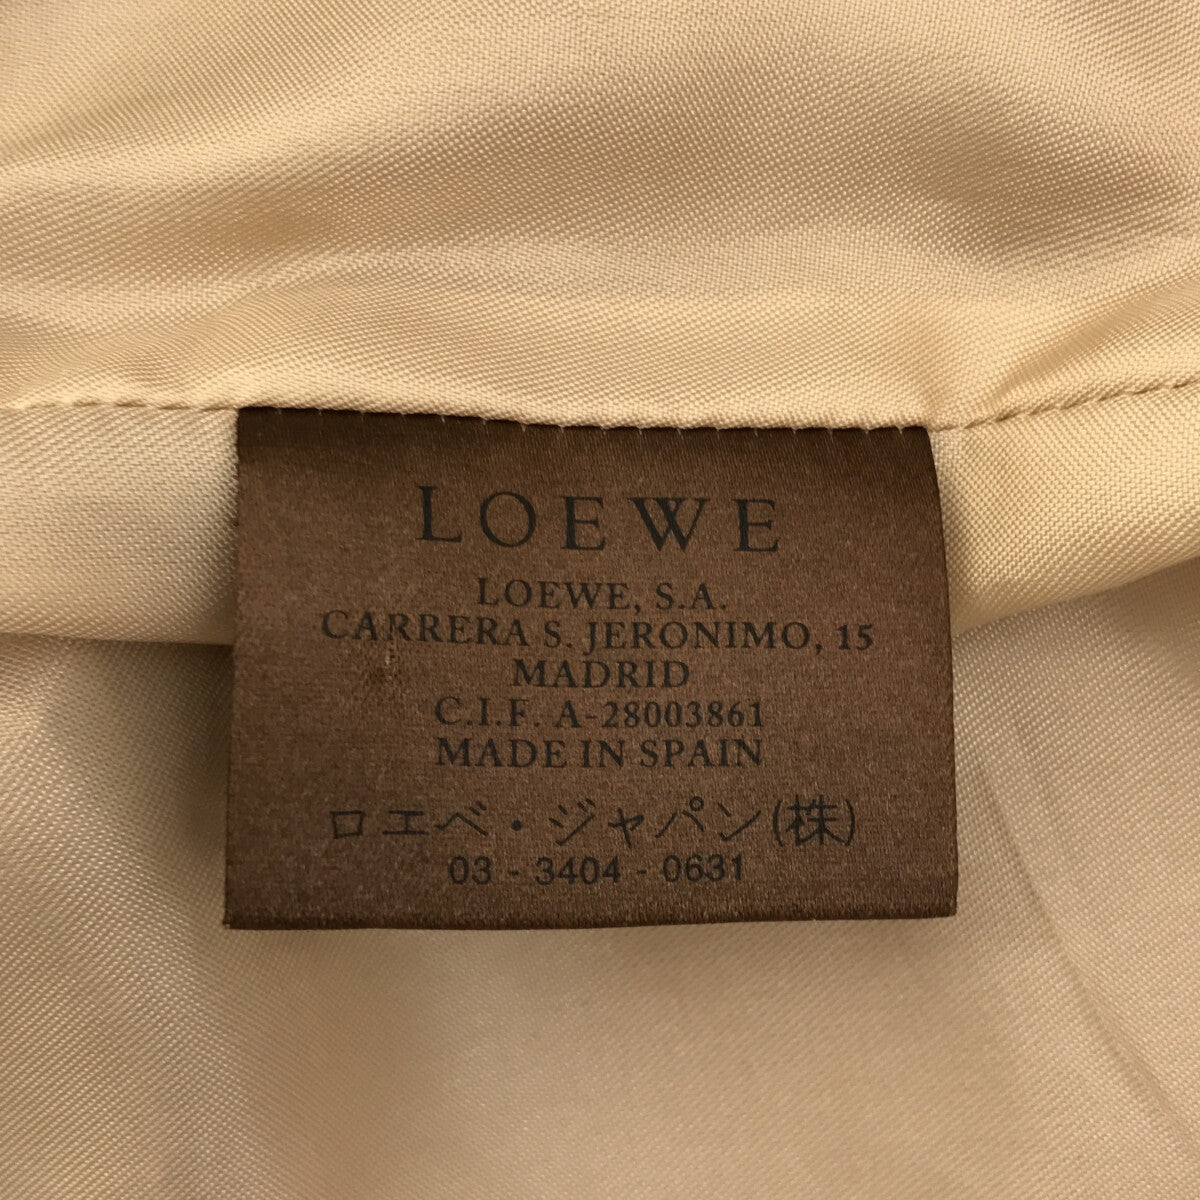 LOEWE
LOEWE, S.A.
CARRERA S. JERONIMO, 15
MADRID
C.I.F. A-28003861
MADE IN SPAIN
ロエベ・ジャパン(株)
03 - 3404 - 0631